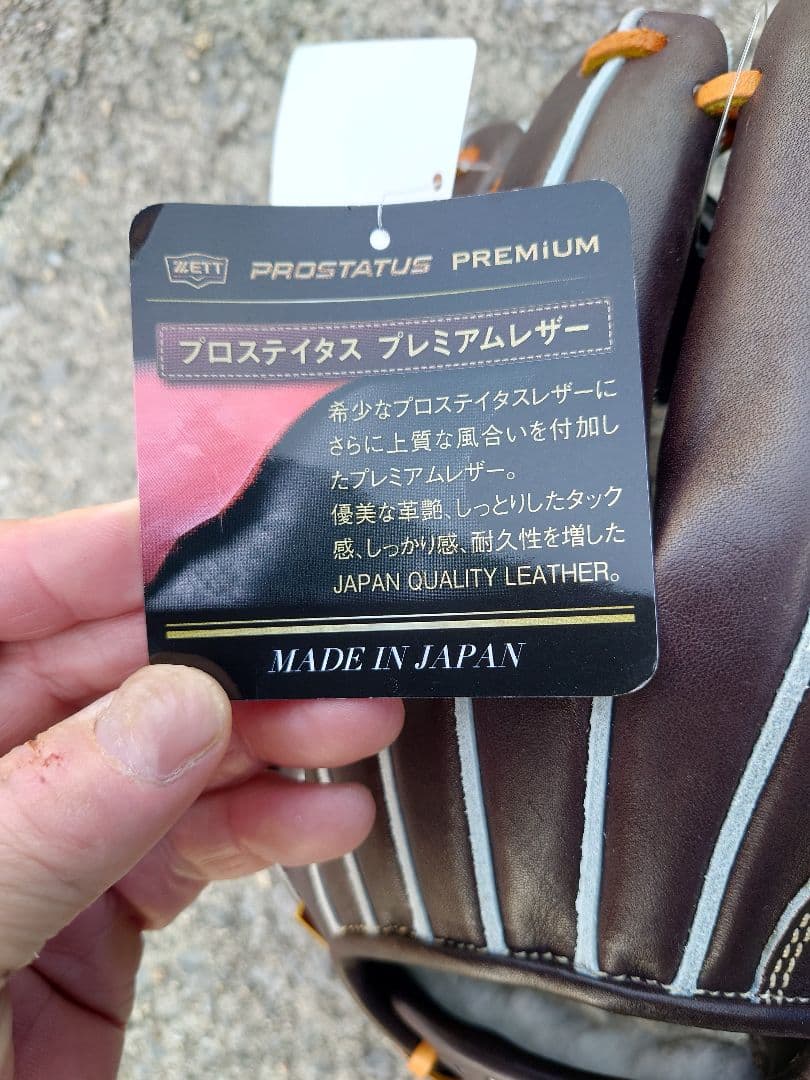 ZETT PROSTATUS PREMiUM
プロステイタス プレミアムレザー
希少なプロステイタスレザーに
さらに上質な風合いを付加し
たプレミアムレザー。
優美な革艶、しっとりしたタック
感、しっかり感、耐久性を増した
JAPAN QUALITY LEATHER。
MADE IN JAPAN